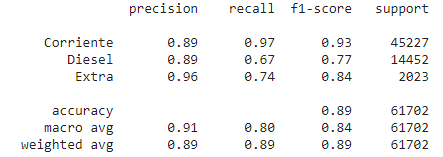 precision recall f1-score support
Corriente 0.89 0.97 0.93 45227
Diesel 0.89 0.67 0.77 14452
Extra 0.96 0.74 0.84 2023
accuracy 0.89 61702
macro avg 0.91 0.80 0.84 61702
weighted avg 0.89 0.89 0.89 61702